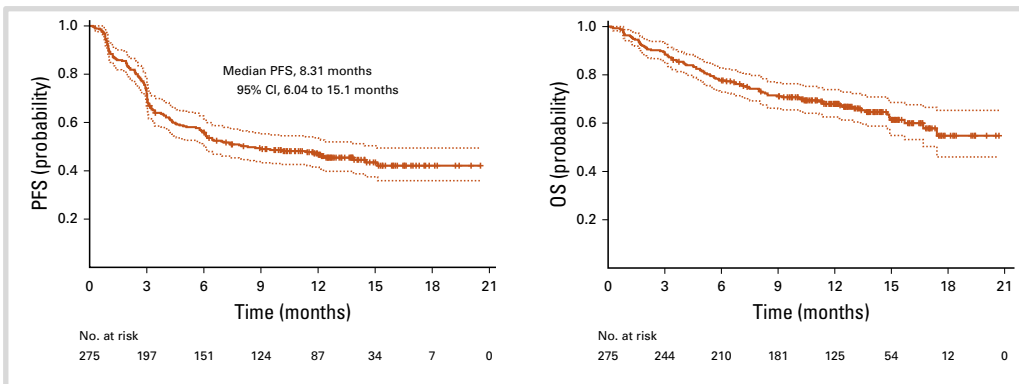 PFS (probability)
1.0
0.8
0.6
0.4
0.2
Median PFS, 8.31 months
95% CI, 6.04 to 15.1 months
0 3 6 9 12 15 18 21
Time (months)
No. at risk
275 197 151 124 87 34 7 0
OS (probability)
1.0
0.8
0.6
0.4
0.2
0 3 6 9 12 15 18 21
Time (months)
No. at risk
275 244 210 181 125 54 12 0